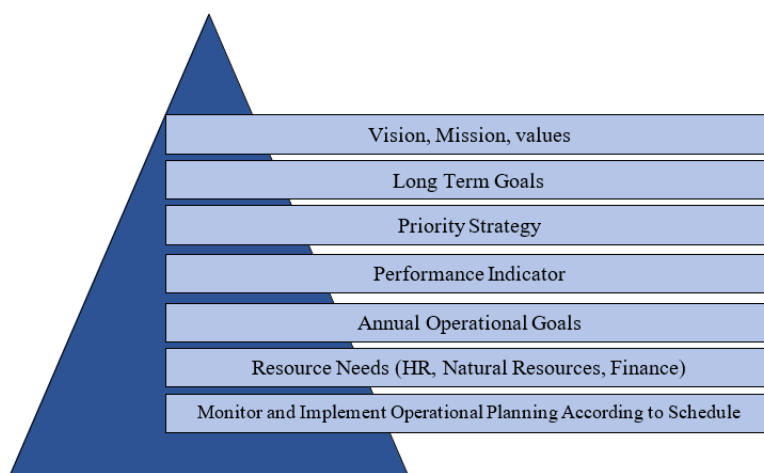 Vision, Mission, values
Long Term Goals
Priority Strategy
Performance Indicator
Annual Operational Goals
Resource Needs (HR, Natural Resources, Finance)
Monitor and Implement Operational Planning According to Schedule